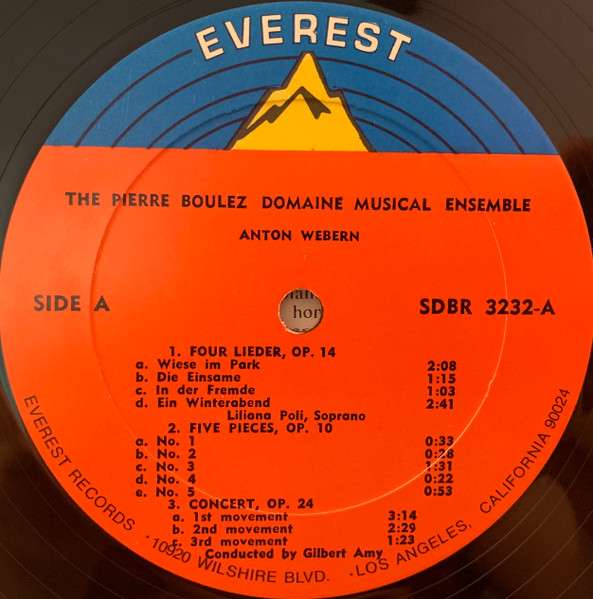 EVEREST
THE PIERRE BOULEZ DOMAINE MUSICAL ENSEMBLE
ANTON WEBERN
SIDE A
SDBR 3232-A
hor
1. FOUR LIEDER, OP. 14
a. Wiese im Park 2:08
b. Die Einsame 1:15
c. In der Fremde 1:03
d. Ein Winterabend 2:41
Liliana Poli, Soprano
2. FIVE PIECES, OP. 10
a. No. 1 0:33
b. No. 2 0:28
c. No. 3 1:31
d. No. 4 0:22
e. No. 5 0:53
3. CONCERT, OP. 24
a. 1st movement 3:14
b. 2nd movement 2:29
c. 3rd movement 1:23
Conducted by Gilbert Amy
EVEREST RECORDS · 10920 WILSHIRE BLVD. · LOS ANGELES, CALIFORNIA 90024